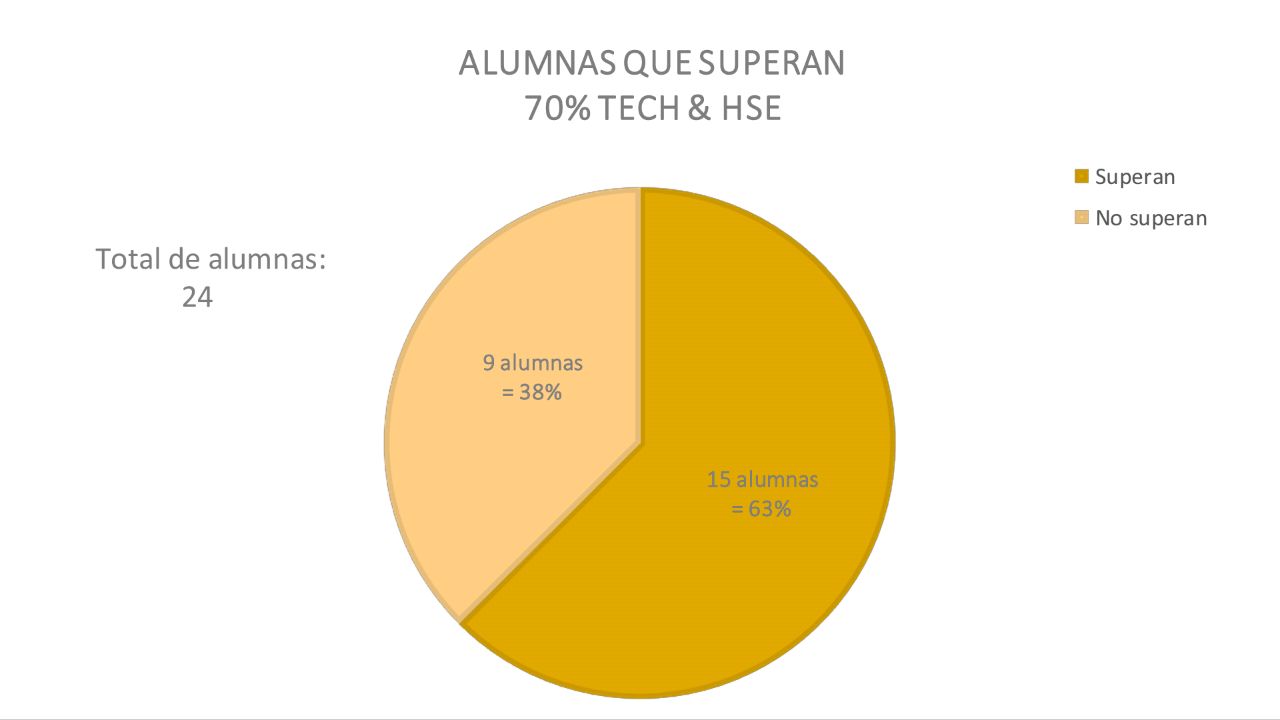 ALUMNAS QUE SUPERAN
70% TECH & HSE
Superan
No superan
Total de alumnas:
24
9 alumnas
= 38%
15 alumnas
= 63%